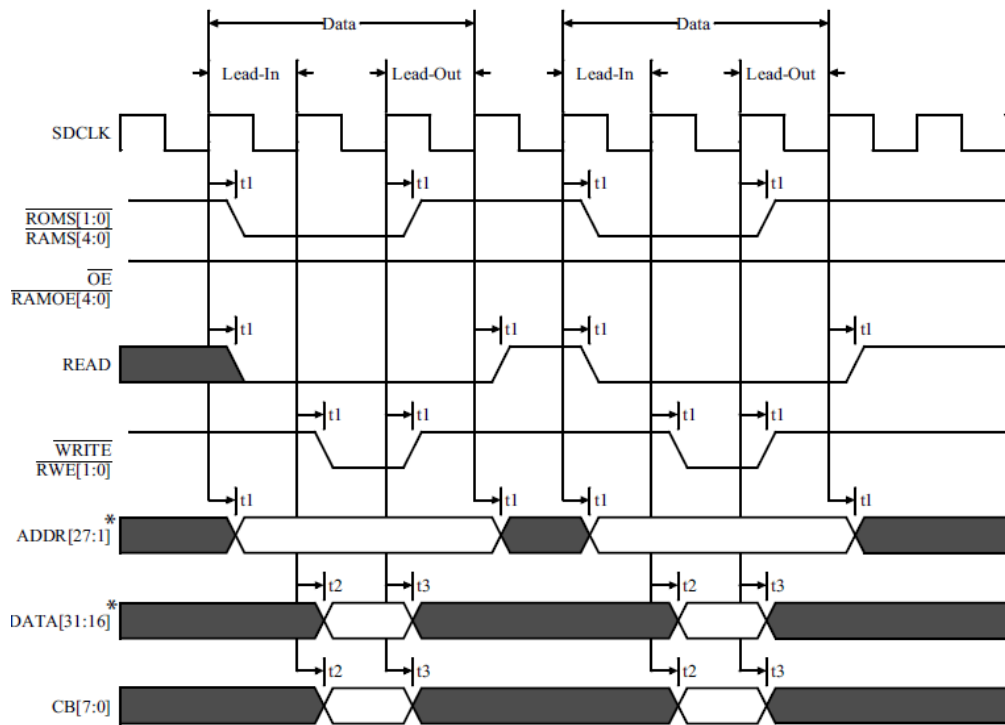 Data Data
Lead-In Lead-Out Lead-In Lead-Out
SDCLK
t1 t1 t1 t1
ROMS[1:0]
RAMS[4:0]
OE
RAMOE[4:0]
t1 t1 t1 t1
READ
t1 t1 t1 t1
WRITE
RWE[1:0]
t1 t1 t1 t1
*
ADDR[27:1]
t2 t3 t2 t3
*
DATA[31:16]
t2 t3 t2 t3
CB[7:0]